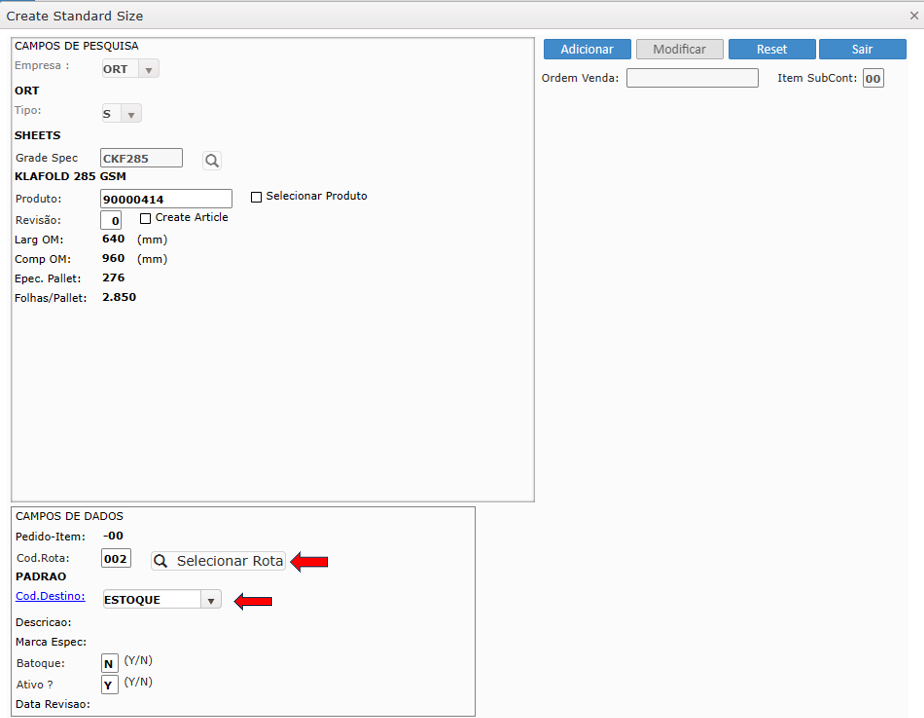 Create Standard Size
CAMPOS DE PESQUISA
Adicionar Modificar Reset Sair
Empresa : ORT
Ordem Venda: Item SubCont: 00
ORT
Tipo: S
SHEETS
Grade Spec CKF285
KLAFOLD 285 GSM
Produto: 90000414 Selecionar Produto
Revisão: 0 Create Article
Larg OM: 640 (mm)
Comp OM: 960 (mm)
Epec. Pallet: 276
Folhas/Pallet: 2.850
CAMPOS DE DADOS
Pedido-Item: -00
Cod.Rota: 002 Selecionar Rota
PADRAO
Cod.Destino: ESTOQUE
Descricao:
Marca Espec:
Batoque: N (Y/N)
Ativo ? Y (Y/N)
Data Revisao: